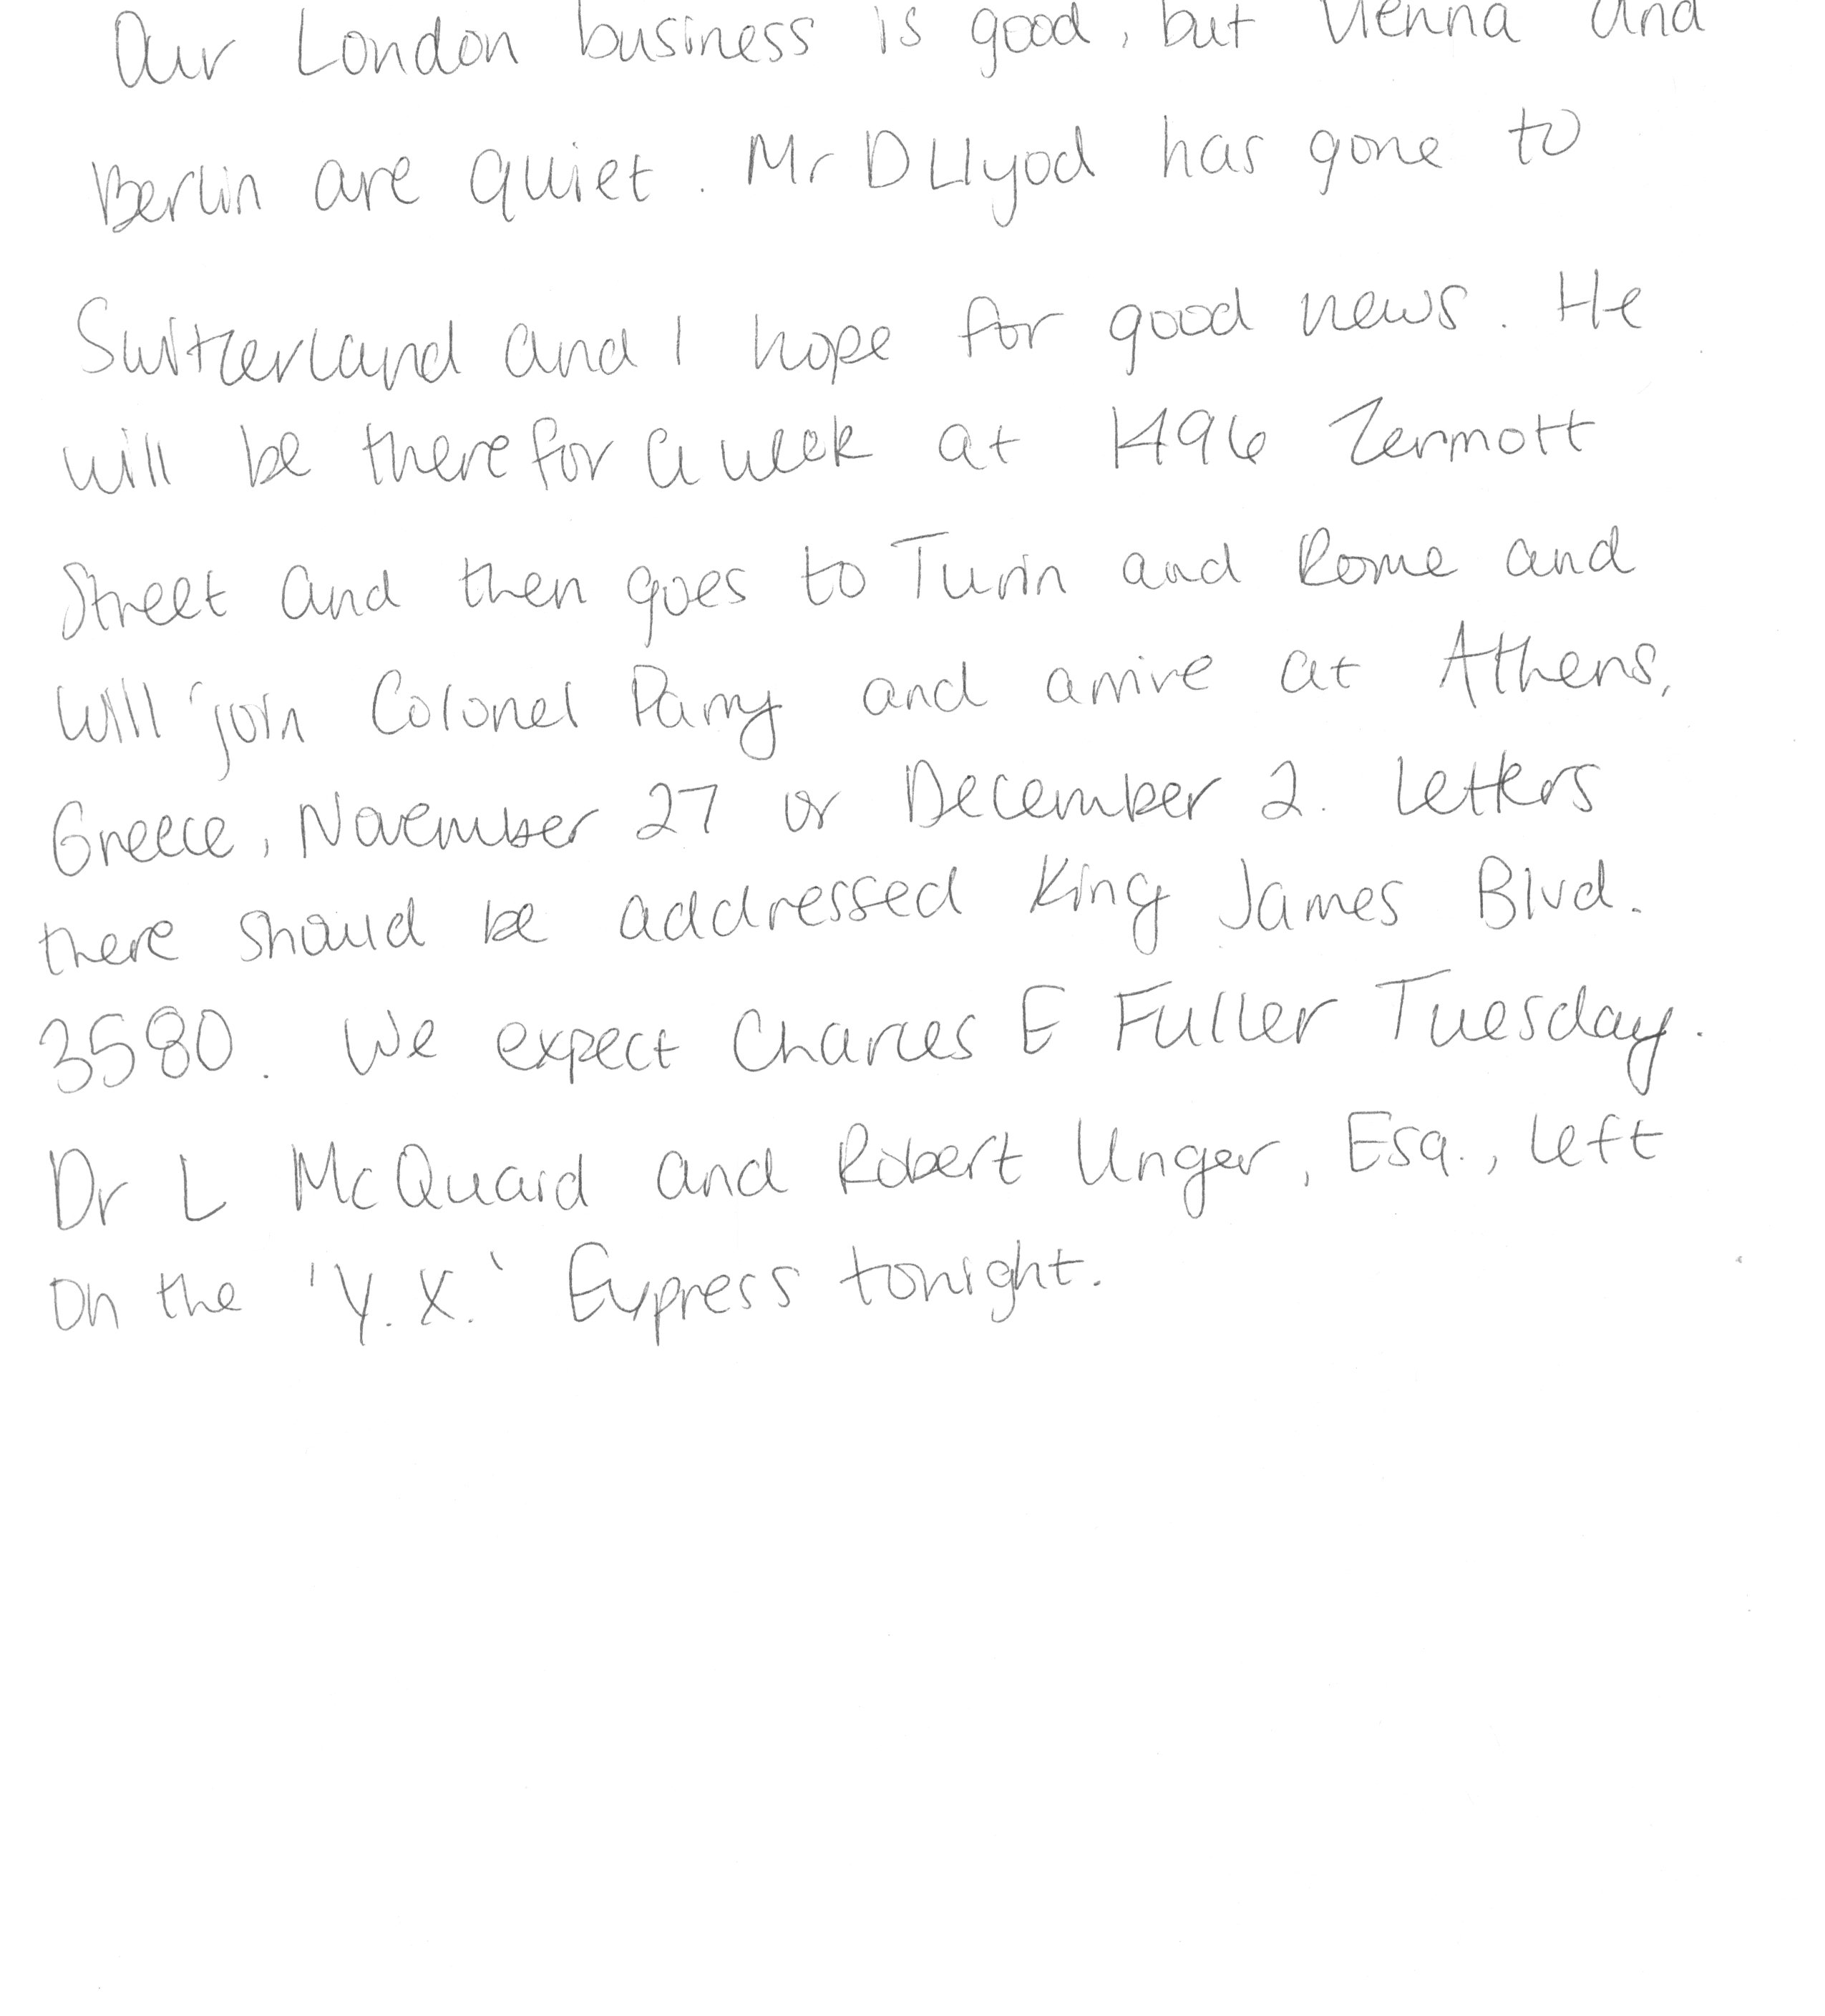 Our London business is good, but Vienna and
Berlin are quiet. Mr D Llyod has gone to
Switzerland and I hope for good news. He
will be there for a week at 1496 Zermott
Street and then goes to Turin and Rome and
will join Colonel Parry and arrive at Athens,
Greece, November 27 or December 2. Letters
there should be addressed King James Blvd.
3580. We expect Charles E Fuller Tuesday.
Dr L McQuaid and Robert Unger, Esq., left
on the 'Y.X.' Express tonight.